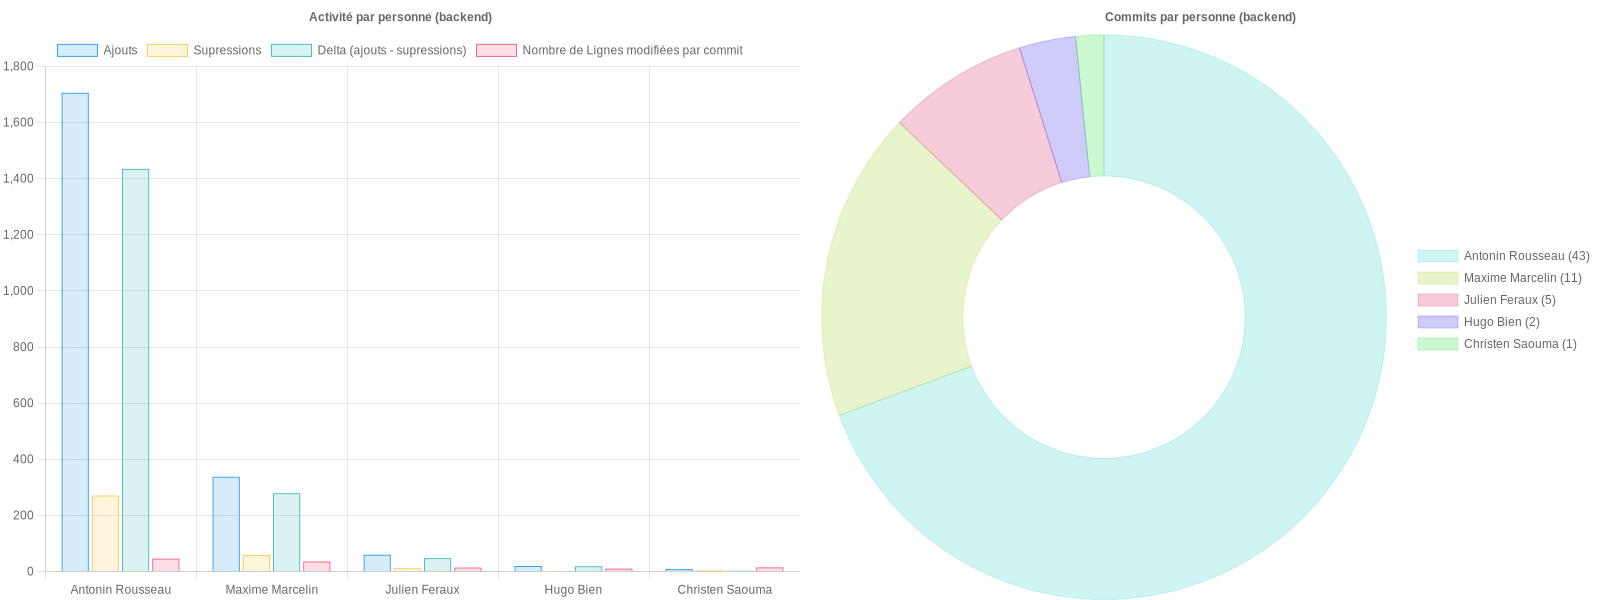 Activité par personne (backend)
Ajouts Supressions Delta (ajouts - supressions) Nombre de Lignes modifiées par commit
1,800
1,600
1,400
1,200
1,000
800
600
400
200
0
Antonin Rousseau Maxime Marcelin Julien Feraux Hugo Bien Christen Saouma
Commits par personne (backend)
Antonin Rousseau (43)
Maxime Marcelin (11)
Julien Feraux (5)
Hugo Bien (2)
Christen Saouma (1)